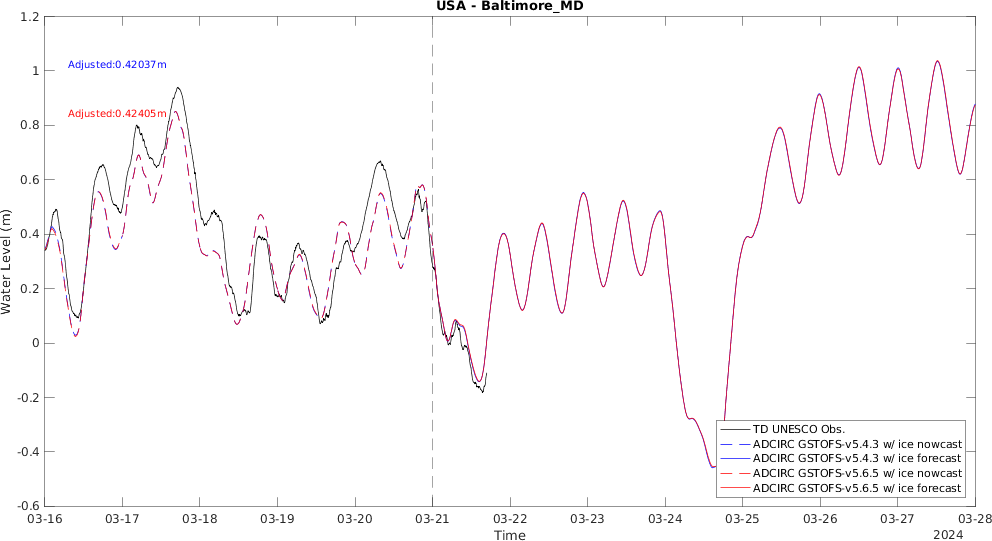 USA - Baltimore_MD
1.2
1
0.8
0.6
0.4
0.2
0
-0.2
-0.4
-0.6
Water Level (m)
Adjusted:0.42037m
Adjusted:0.42405m
TD UNESCO Obs.
ADCIRC GSTOFS-v5.4.3 w/ ice nowcast
ADCIRC GSTOFS-v5.4.3 w/ ice forecast
ADCIRC GSTOFS-v5.6.5 w/ ice nowcast
ADCIRC GSTOFS-v5.6.5 w/ ice forecast
03-16 03-17 03-18 03-19 03-20 03-21 03-22 03-23 03-24 03-25 03-26 03-27 03-28
Time
2024